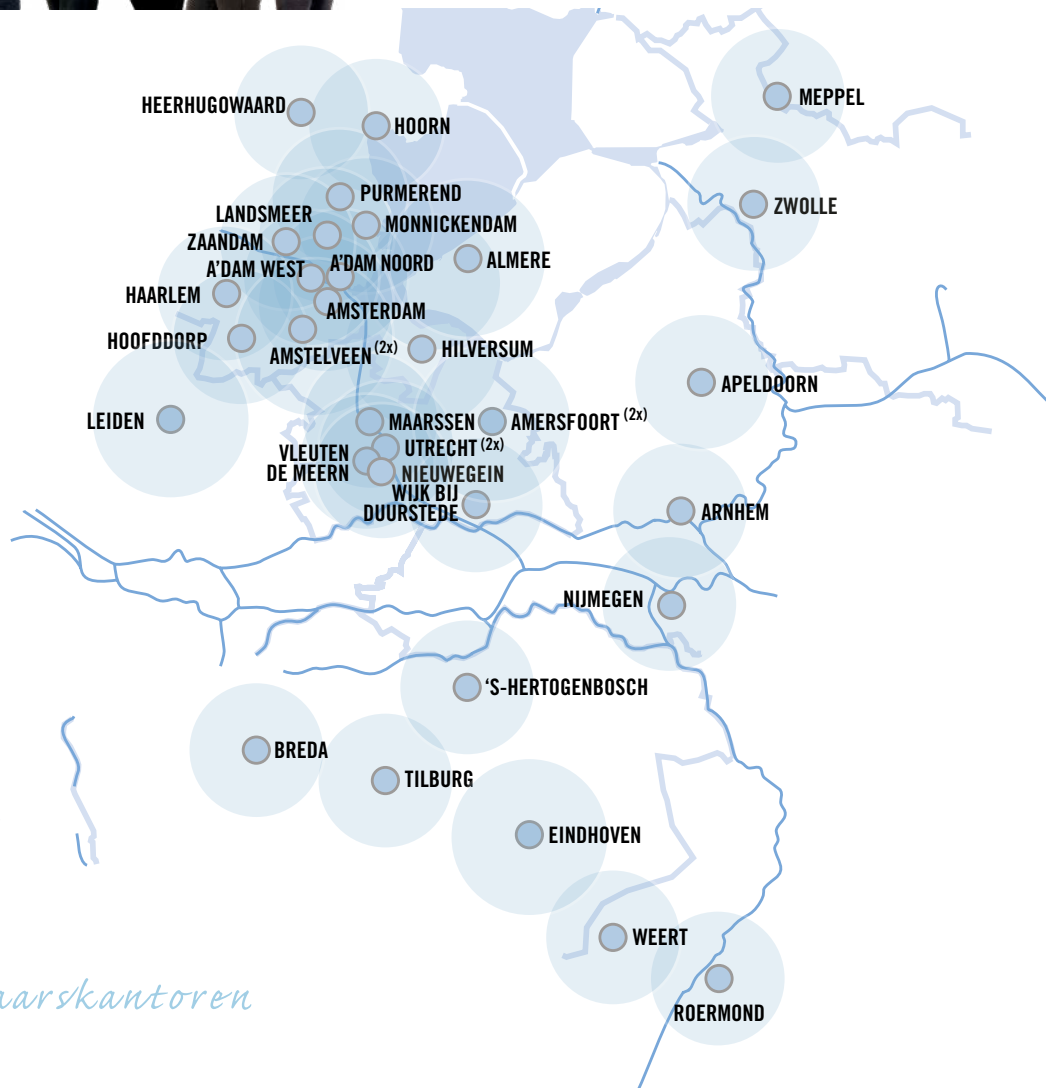 HEERHUGOWAARD
HOORN
MEPPEL
PURMEREND
ZWOLLE
LANDSMEER
MONNICKENDAM
ZAANDAM
A'DAM WEST
A'DAM NOORD
ALMERE
HAARLEM
AMSTERDAM
HOOFDDORP
AMSTELVEEN (2x)
HILVERSUM
APELDOORN
LEIDEN
MAARSSEN
AMERSFOORT (2x)
UTRECHT (2x)
VLEUTEN
DE MEERN
NIEUWEGEIN
WIJK BIJ
DUURSTEDE
ARNHEM
NIJMEGEN
‘S-HERTOGENBOSCH
BREDA
TILBURG
EINDHOVEN
WEERT
aarskantoren
ROERMOND